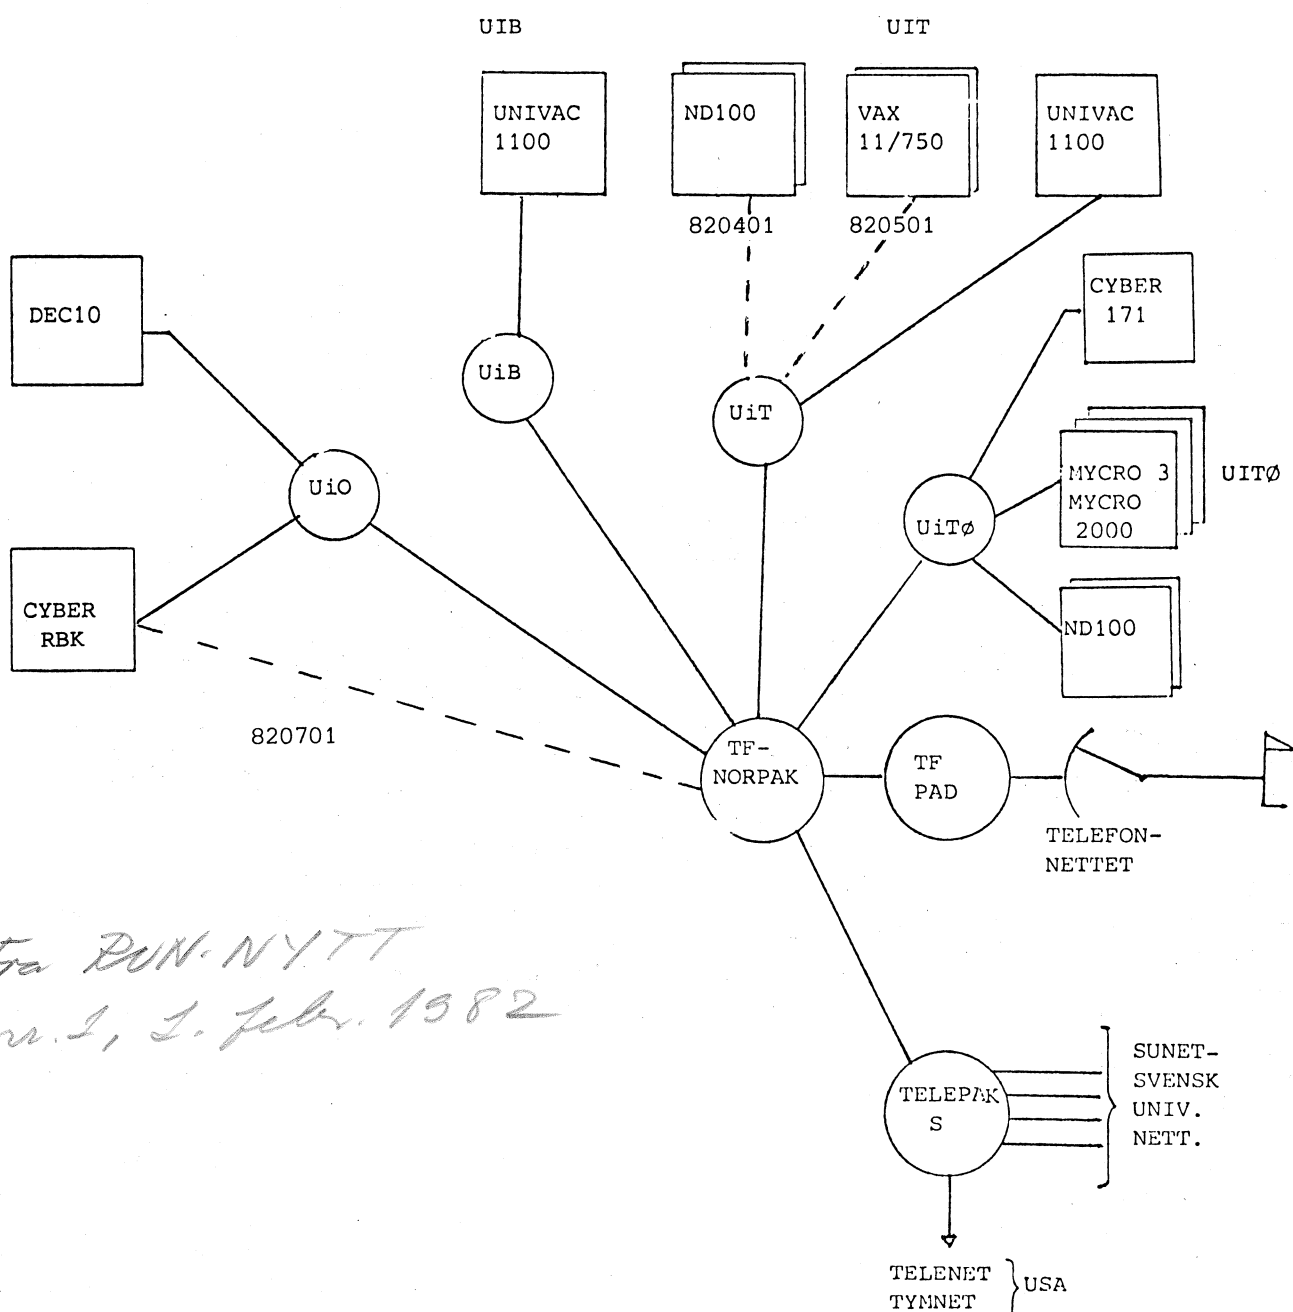 UIB
UIT
UNIVAC
1100
ND100
VAX
11/750
UNIVAC
1100
820401
820501
DEC10
CYBER
171
UiB
UiT
UiO
MYCRO 3
MYCRO
2000
UITØ
UiTØ
CYBER
RBK
ND100
820701
TF-
NORPAK
TF
PAD
TELEFON-
NETTET
Fra RUN-NYTT
nr. 1, 1. febr. 1982
TELEPAK
S
SUNET-
SVENSK
UNIV.
NETT.
TELENET
TYMNET
USA